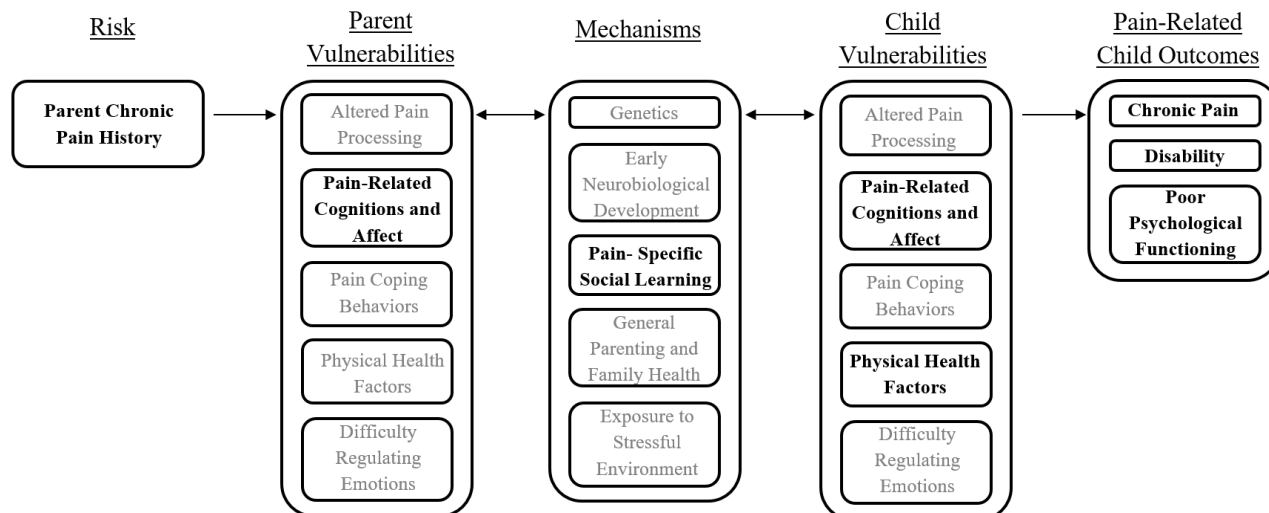 Risk
Parent
Vulnerabilities
Mechanisms
Child
Vulnerabilities
Pain-Related
Child Outcomes
Parent Chronic
Pain History
Altered Pain
Processing
Pain-Related
Cognitions and
Affect
Pain Coping
Behaviors
Physical Health
Factors
Difficulty
Regulating
Emotions
Genetics
Early
Neurobiological
Development
Pain- Specific
Social Learning
General
Parenting and
Family Health
Exposure to
Stressful
Environment
Altered Pain
Processing
Pain-Related
Cognitions and
Affect
Pain Coping
Behaviors
Physical Health
Factors
Difficulty
Regulating
Emotions
Chronic Pain
Disability
Poor
Psychological
Functioning